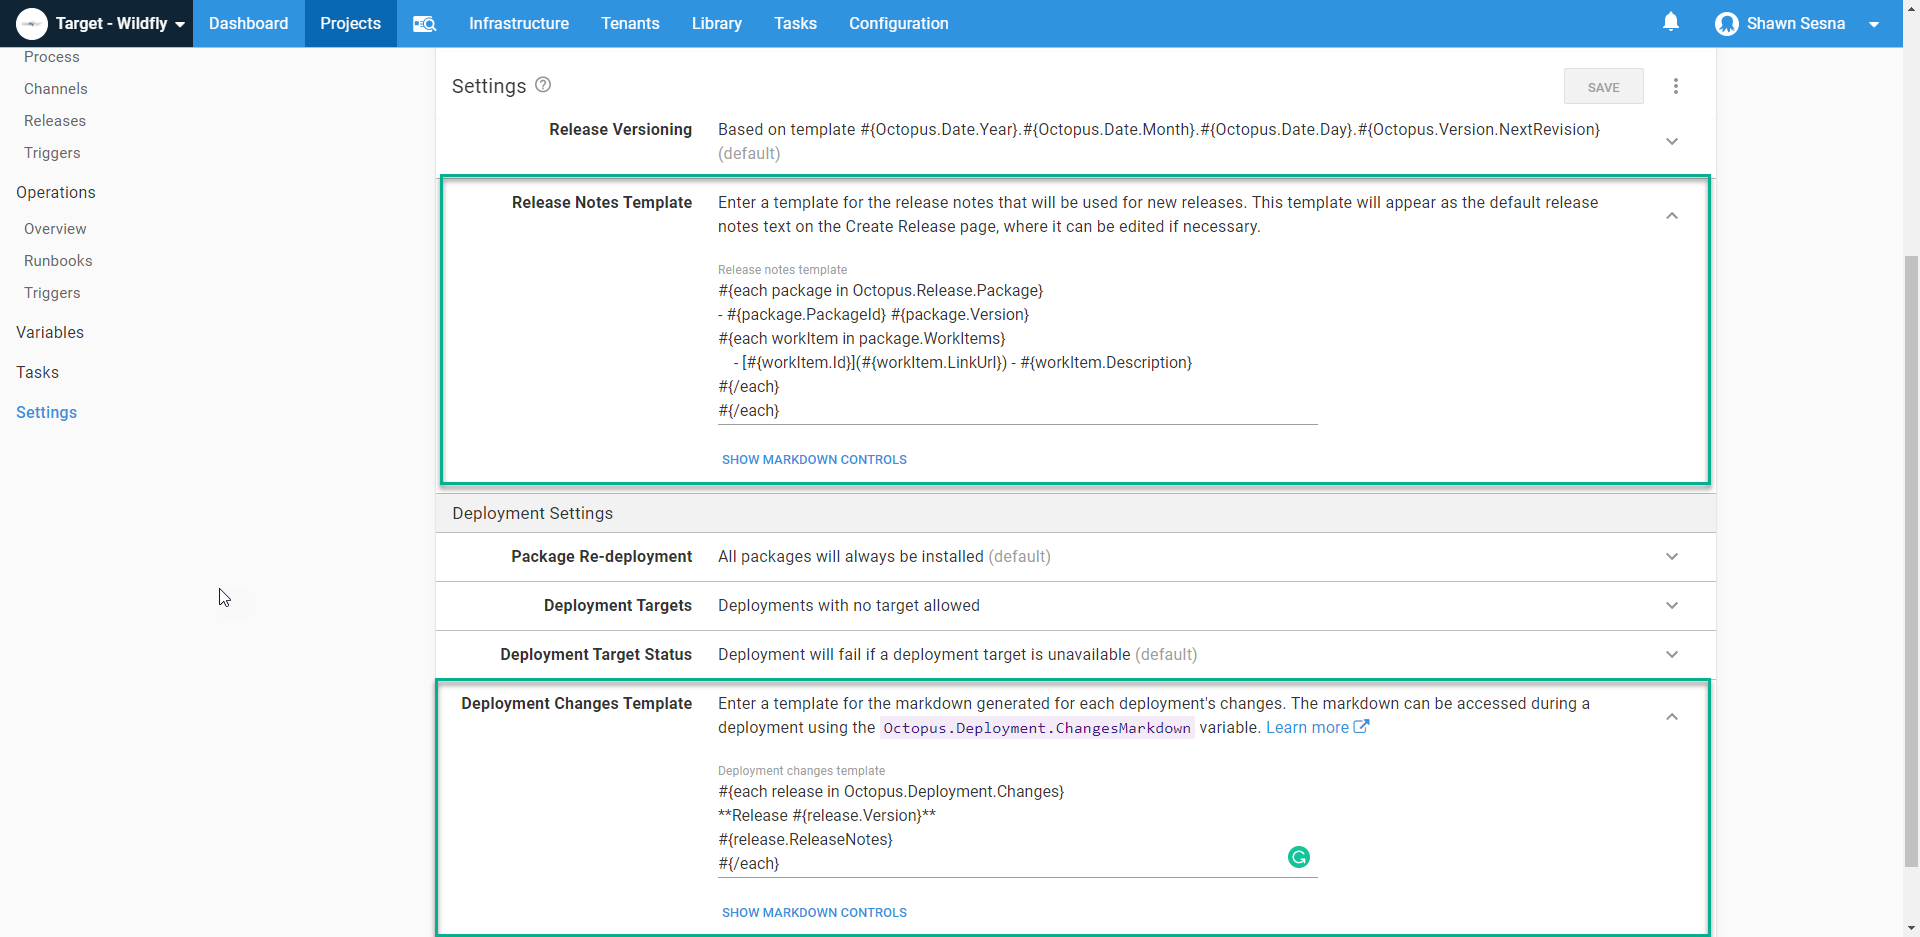 Target - Wildfly
Dashboard
Projects
Infrastructure
Tenants
Library
Tasks
Configuration
Shawn Sesna
Process
Channels
Releases
Triggers
Operations
Overview
Runbooks
Triggers
Variables
Tasks
Settings
Settings
SAVE
Release Versioning
Based on template #{Octopus.Date.Year}.#{Octopus.Date.Month}.#{Octopus.Date.Day}.#{Octopus.Version.NextRevision}
(default)
Release Notes Template
Enter a template for the release notes that will be used for new releases. This template will appear as the default release
notes text on the Create Release page, where it can be edited if necessary.
Release notes template
#{each package in Octopus.Release.Package}
- #{package.PackageId} #{package.Version}
#{each workItem in package.WorkItems}
- [#{workItem.Id}](#{workItem.LinkUrl}) - #{workItem.Description}
#{/each}
#{/each}
SHOW MARKDOWN CONTROLS
Deployment Settings
Package Re-deployment
All packages will always be installed (default)
Deployment Targets
Deployments with no target allowed
Deployment Target Status
Deployment will fail if a deployment target is unavailable (default)
Deployment Changes Template
Enter a template for the markdown generated for each deployment's changes. The markdown can be accessed during a
deployment using the Octopus.Deployment.ChangesMarkdown variable. Learn more
Deployment changes template
#{each release in Octopus.Deployment.Changes}
**Release #{release.Version}**
#{release.ReleaseNotes}
#{/each}
SHOW MARKDOWN CONTROLS